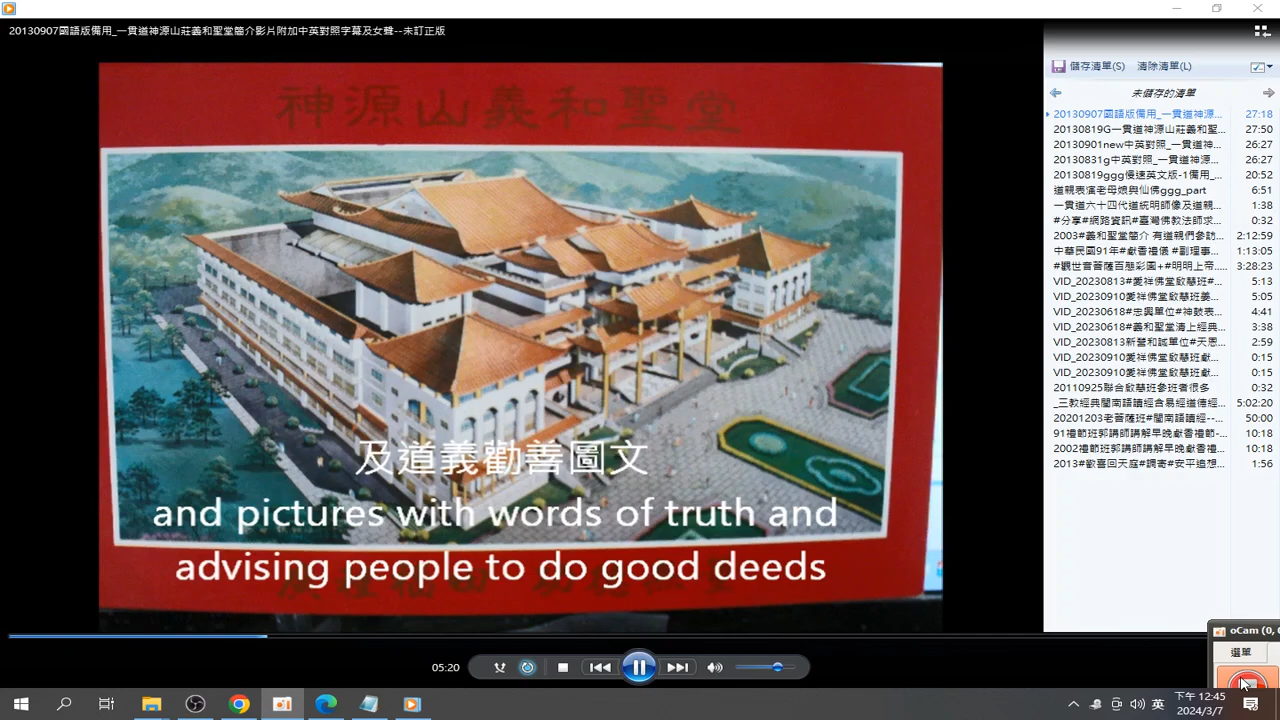 20130907國語版備用_一貫道神源山莊義和聖堂簡介影片附加中英對照字幕及女聲--未訂正版
神源山義和聖堂
及道義勸善圖文
and pictures with words of truth and
advising people to do good deeds
05:20
儲存清單(S) 清除清單(L)
未儲存的清單
20130907國語版備用_一貫道神源... 27:18
20130819G一貫道神源山莊義和聖... 27:50
20130901new中英對照_一貫道神... 26:27
20130831g中英對照_一貫道神源... 26:27
20130819ggg慢速英文版-1備用_... 20:52
道親表演老母娘與仙佛ggg_part 6:51
一貫道六十四代道統明師像及道親... 1:38
#分享#網路資訊#臺灣佛教法師求... 0:32
2003#義和聖堂簡介 有道親們參訪... 2:12:59
中華民國91年#獻香禮儀 #副理事... 1:13:05
#觀世音菩薩百態彩圖+#明明上帝.... 3:28:23
VID_20230813#愛祥佛堂啟慧班#... 5:13
VID_20230910愛祥佛堂啟慧班姜... 5:05
VID_20230618#忠興單位#神鼓表... 4:41
VID_20230618#義和聖堂清上經典... 3:38
VID_20230813新營和誠單位#天恩... 2:59
VID_20230910愛祥佛堂啟慧班獻... 0:15
VID_20230910愛祥佛堂啟慧班獻... 0:15
20110925聯合啟慧班參班者很多 0:32
_三教經典閩南語讀經含易經道德經... 5:02:20
20201203老菩薩班#閩南語讀經--... 50:00
91禮節班郭講師講解早晚獻香禮節-... 10:18
2002禮節班郭講師講解早晚獻香禮... 10:18
2013#歡喜回天庭#調素#安平追想... 1:56
oCam (0, 0
選單
英
下午 12:45
2024/3/7